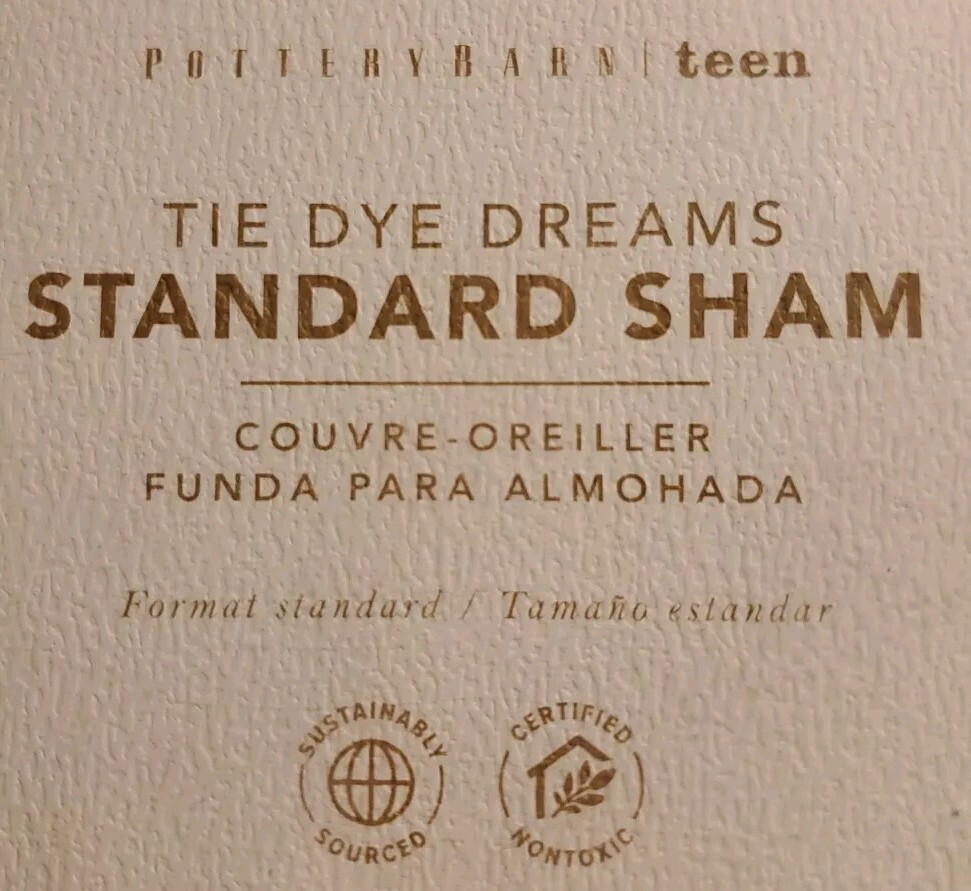 POTTERYBARN | teen
TIE DYE DREAMS
STANDARD SHAM
COUVRE-OREILLER
FUNDA PARA ALMOHADA
Format standard / Tamaño estandar
SUSTAINABLY SOURCED
CERTIFIED NONTOXIC